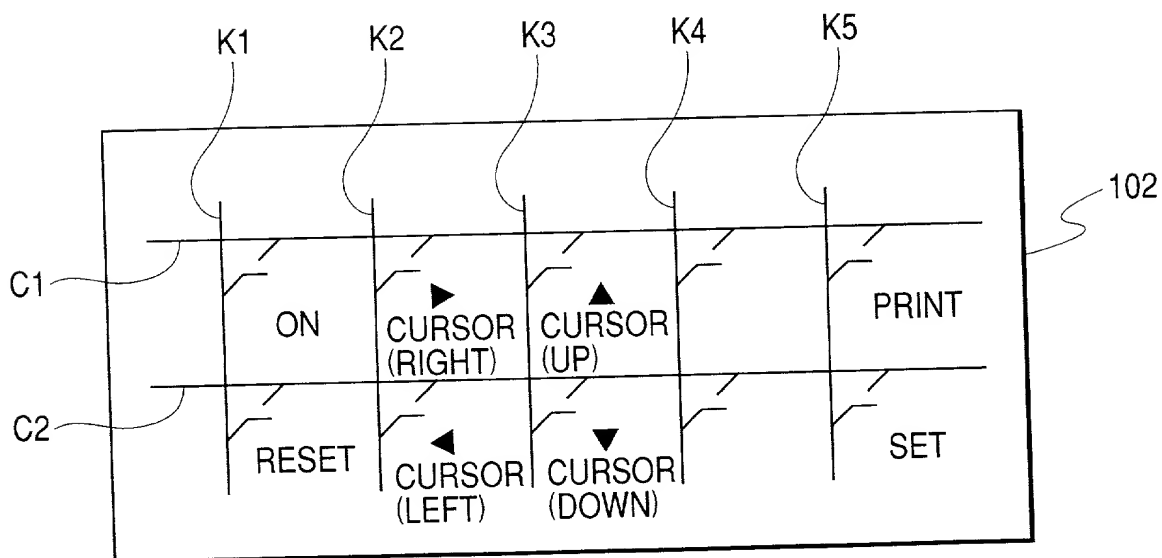 K1 K2 K3 K4 K5
102
C1
ON
CURSOR
(RIGHT)
CURSOR
(UP)
PRINT
C2
RESET
CURSOR
(LEFT)
CURSOR
(DOWN)
SET